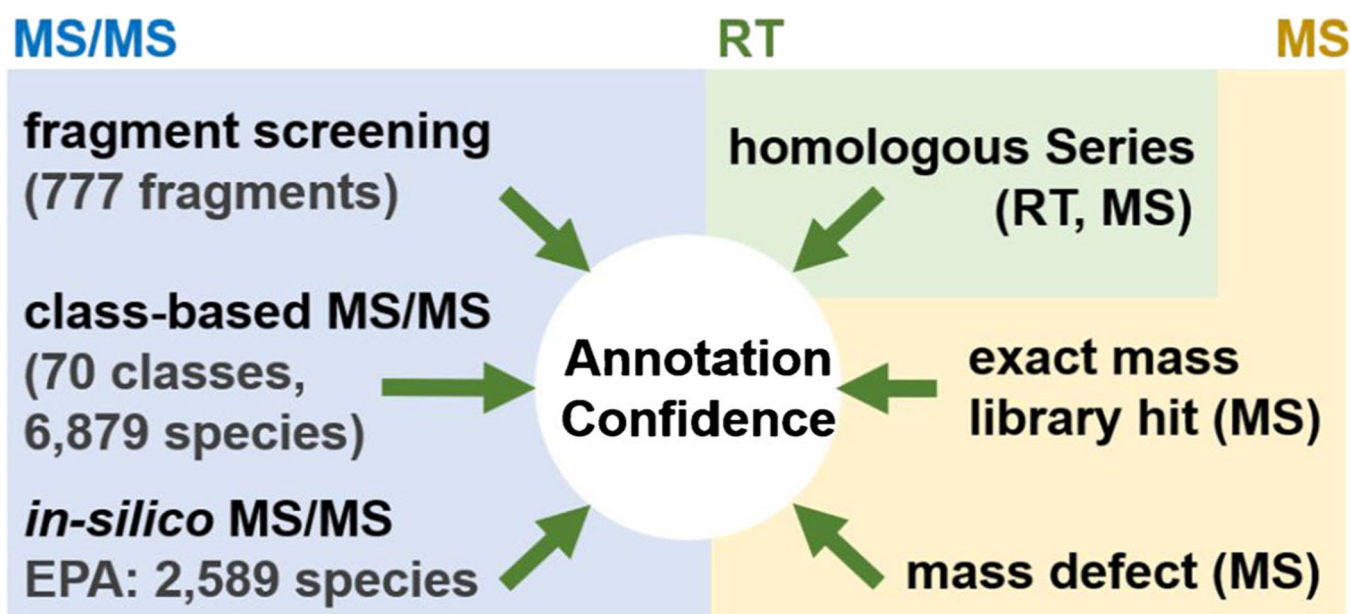 MS/MS
RT
MS
fragment screening
(777 fragments)
class-based MS/MS
(70 classes,
6,879 species)
in-silico MS/MS
EPA: 2,589 species
Annotation
Confidence
homologous Series
(RT, MS)
exact mass
library hit (MS)
mass defect (MS)